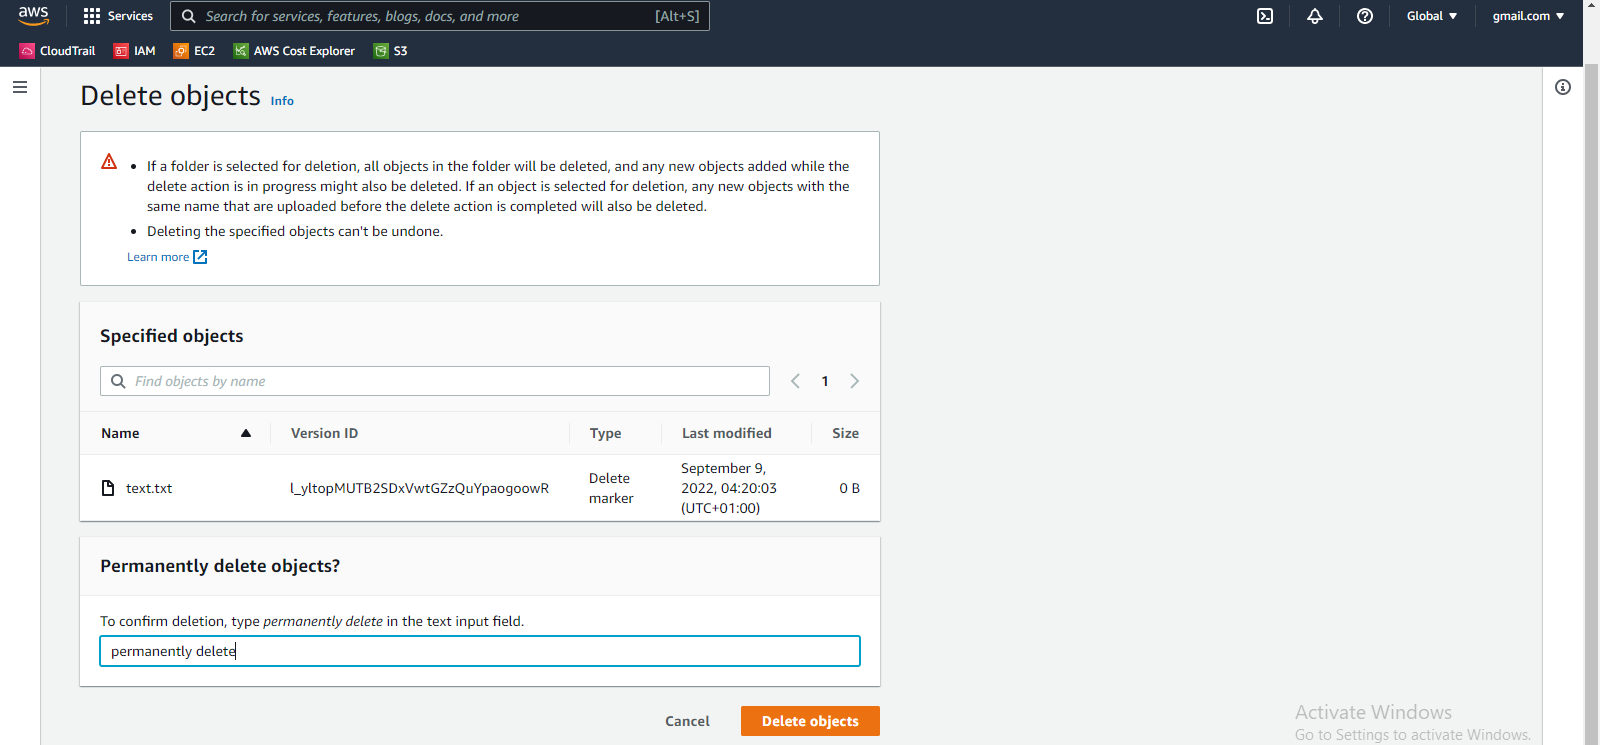 aws
Services
Search for services, features, blogs, docs, and more
[Alt+S]
Global ▼
gmail.com ▼
CloudTrail
IAM
EC2
AWS Cost Explorer
S3
Delete objects Info
• If a folder is selected for deletion, all objects in the folder will be deleted, and any new objects added while the
delete action is in progress might also be deleted. If an object is selected for deletion, any new objects with the
same name that are uploaded before the delete action is completed will also be deleted.
• Deleting the specified objects can't be undone.
Learn more
Specified objects
Find objects by name
1
Name
Version ID
Type
Last modified
Size
text.txt
l_yltopMUTB2SDxVwtGZzQuYpaogoowR
Delete
marker
September 9,
2022, 04:20:03
(UTC+01:00)
0 B
Permanently delete objects?
To confirm deletion, type permanently delete in the text input field.
permanently delete
Cancel
Delete objects
Activate Windows
Go to Settings to activate Windows.